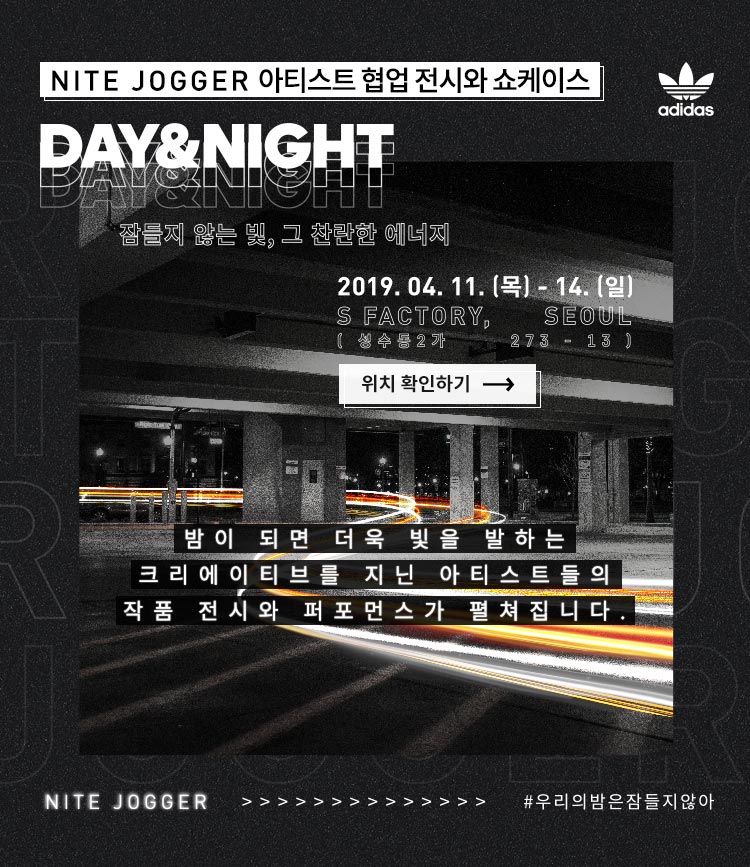 NITE JOGGER 아티스트 협업 전시와 쇼케이스
adidas
DAY&NIGHT
DAY&NIGHT
DAY&NIGHT
잠들지 않는 빛, 그 찬란한 에너지
2019. 04. 11. (목) - 14. (일)
S FACTORY, SEOUL
( 성수동2가 273 - 13 )
위치 확인하기 →
밤이 되면 더욱 빛을 발하는
크리에이티브를 지닌 아티스트들의
작품 전시와 퍼포먼스가 펼쳐집니다.
NITE JOGGER > > > > > > > > > > > > > > #우리의밤은잠들지않아